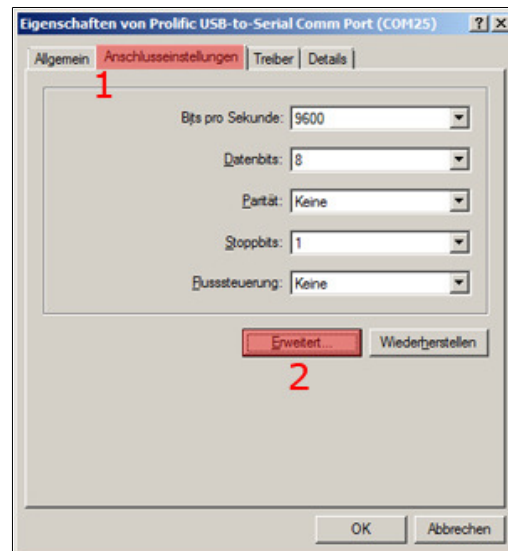 Eigenschaften von Prolific USB-to-Serial Comm Port (COM25)
Allgemein Anschlusseinstellungen Treiber Details
1
Bits pro Sekunde: 9600
Datenbits: 8
Parität: Keine
Stoppbits: 1
Flusssteuerung: Keine
Erweitert... Wiederherstellen
2
OK Abbrechen